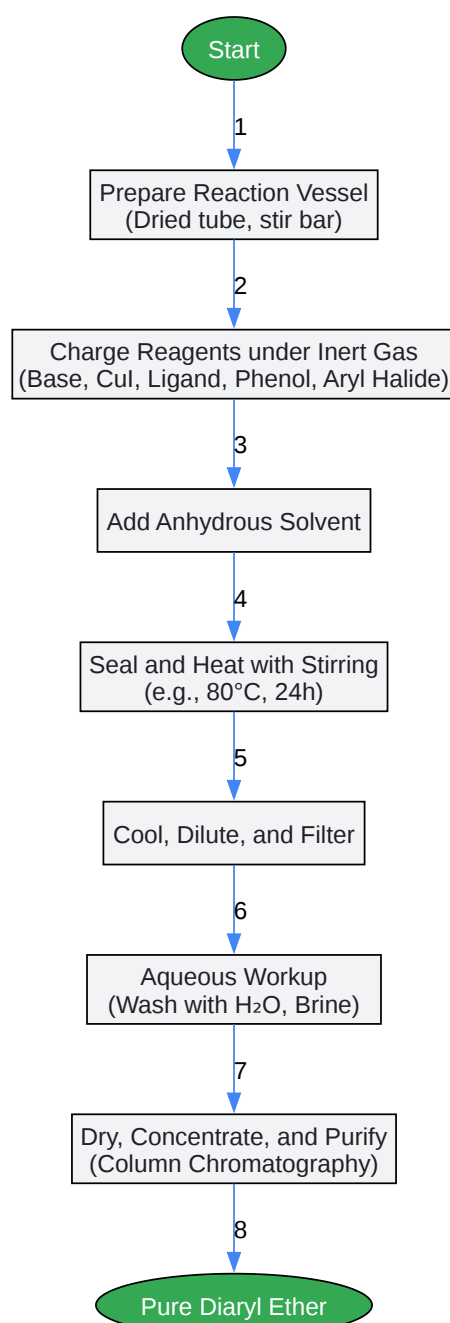 Start
1
Prepare Reaction Vessel
(Dried tube, stir bar)
2
Charge Reagents under Inert Gas
(Base, CuI, Ligand, Phenol, Aryl Halide)
3
Add Anhydrous Solvent
4
Seal and Heat with Stirring
(e.g., 80°C, 24h)
5
Cool, Dilute, and Filter
6
Aqueous Workup
(Wash with H₂O, Brine)
7
Dry, Concentrate, and Purify
(Column Chromatography)
8
Pure Diaryl Ether